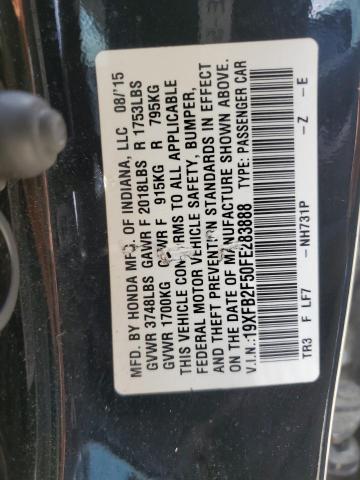 MFD. BY HONDA MFG. OF INDIANA, LLC 08/'15
GVWR 3748LBS GAWR F 2018LBS R 1753LBS
GVWR 1700KG GAWR F 915KG R 795KG
THIS VEHICLE CONFORMS TO ALL APPLICABLE
FEDERAL MOTOR VEHICLE SAFETY, BUMPER,
AND THEFT PREVENTION STANDARDS IN EFFECT
ON THE DATE OF MANUFACTURE SHOWN ABOVE.
V.I.N.: 19XFB2F50FE283888 TYPE: PASSENGER CAR
TR3 F LF7 -NH731P -Z -E